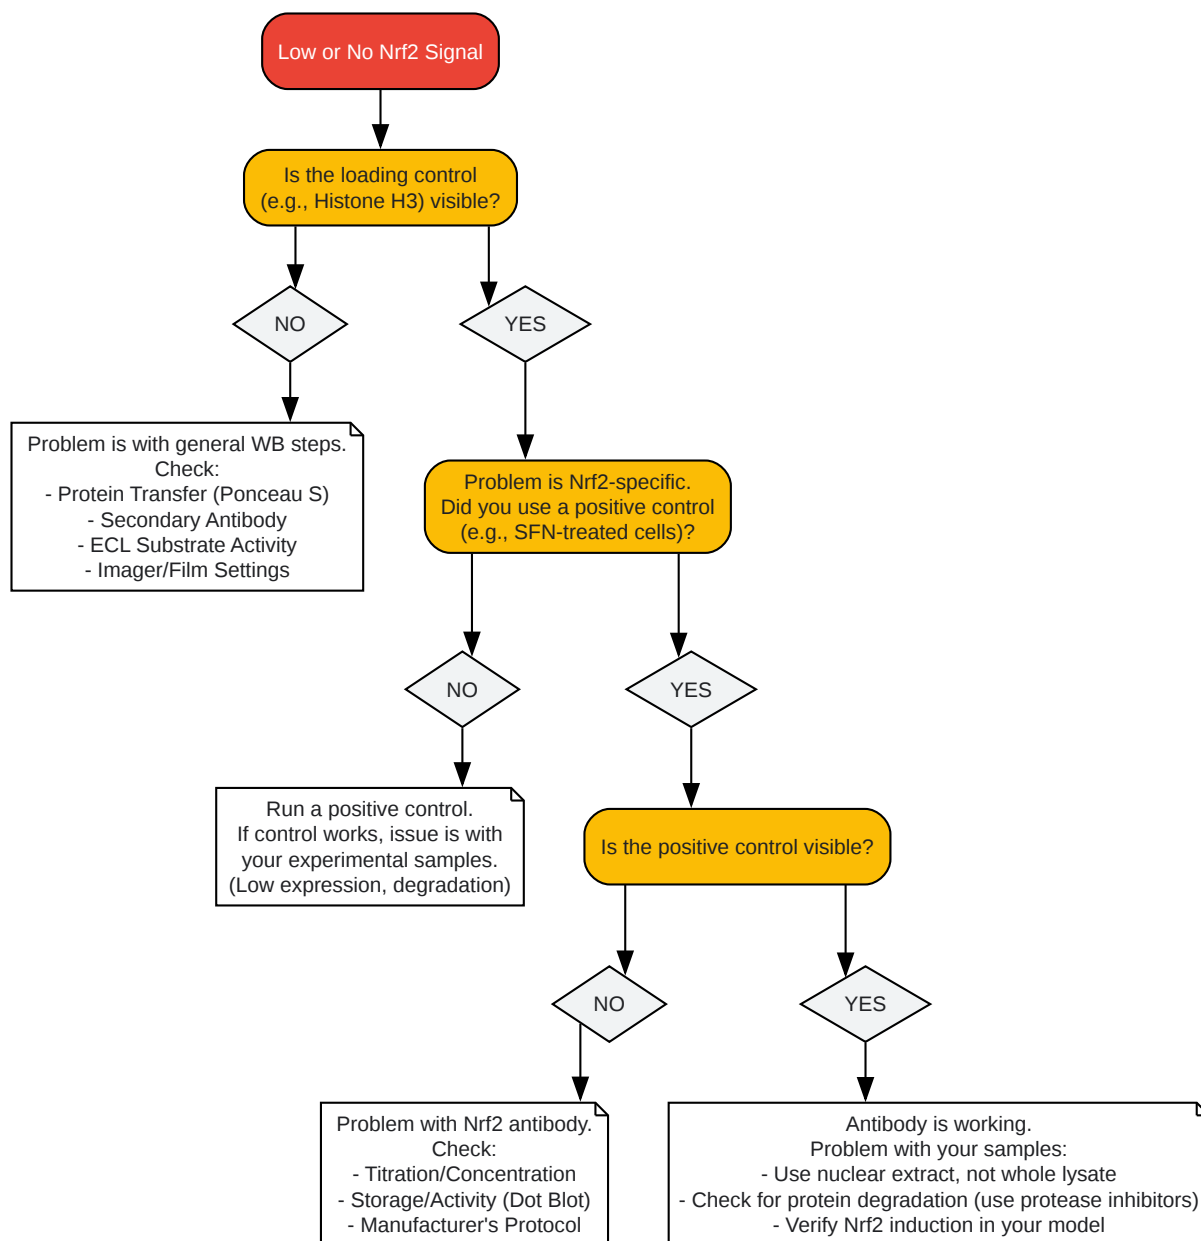 Low or No Nrf2 Signal
Is the loading control
(e.g., Histone H3) visible?
NO
YES
Problem is with general WB steps.
Check:
- Protein Transfer (Ponceau S)
- Secondary Antibody
- ECL Substrate Activity
- Imager/Film Settings
Problem is Nrf2-specific.
Did you use a positive control
(e.g., SFN-treated cells)?
NO
YES
Run a positive control.
If control works, issue is with
your experimental samples.
(Low expression, degradation)
Is the positive control visible?
NO
YES
Problem with Nrf2 antibody.
Check:
- Titration/Concentration
- Storage/Activity (Dot Blot)
- Manufacturer's Protocol
Antibody is working.
Problem with your samples:
- Use nuclear extract, not whole lysate
- Check for protein degradation (use protease inhibitors)
- Verify Nrf2 induction in your model